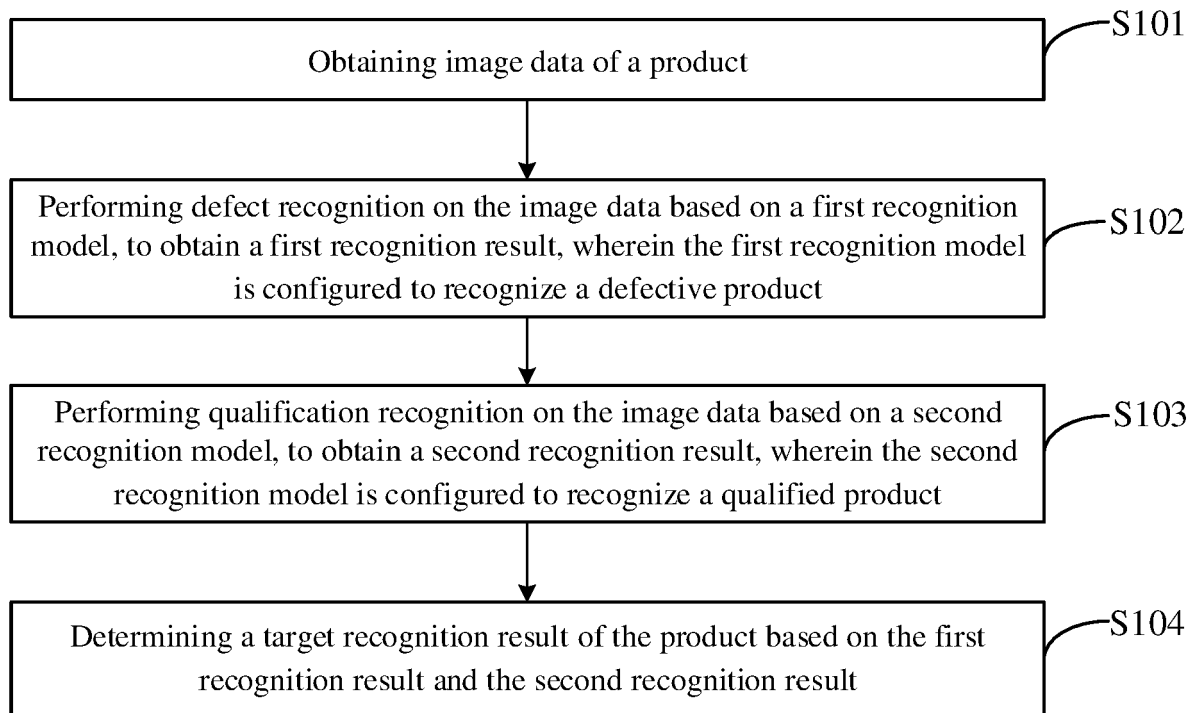 S101
Obtaining image data of a product
Performing defect recognition on the image data based on a first recognition
model, to obtain a first recognition result, wherein the first recognition model
is configured to recognize a defective product
S102
Performing qualification recognition on the image data based on a second
recognition model, to obtain a second recognition result, wherein the second
recognition model is configured to recognize a qualified product
S103
Determining a target recognition result of the product based on the first
recognition result and the second recognition result
S104